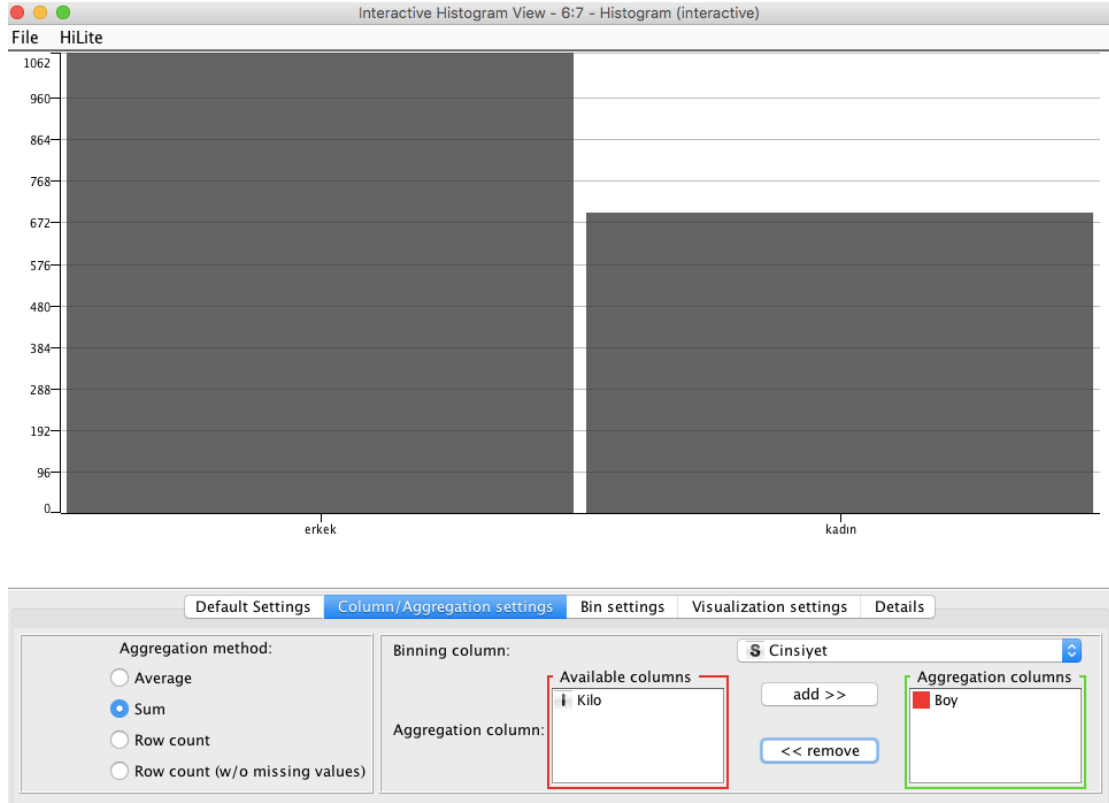 Interactive Histogram View - 6:7 - Histogram (interactive)
File HiLite
1062
960
864
768
672
576
480
384
288
192
96
0
erkek kadın
Default Settings Column/Aggregation settings Bin settings Visualization settings Details
Aggregation method:
Average
Sum
Row count
Row count (w/o missing values)
Binning column:
S Cinsiyet
Aggregation column:
Available columns
I Kilo
add >>
<< remove
Aggregation columns
Boy